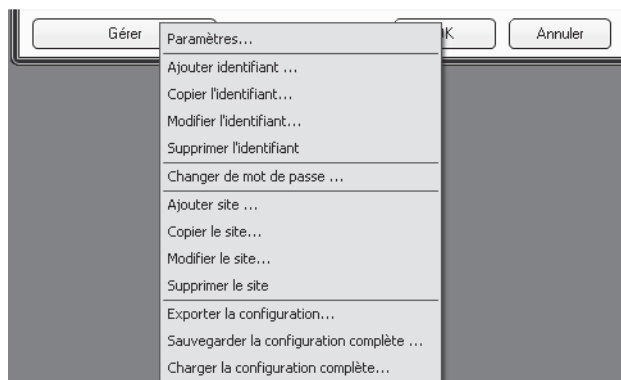 Gérer
K
Annuler
Paramètres...
Ajouter identifiant ...
Copier l'identifiant...
Modifier l'identifiant...
Supprimer l'identifiant
Changer de mot de passe ...
Ajouter site ...
Copier le site...
Modifier le site...
Supprimer le site
Exporter la configuration...
Sauvegarder la configuration complète ...
Charger la configuration complète...